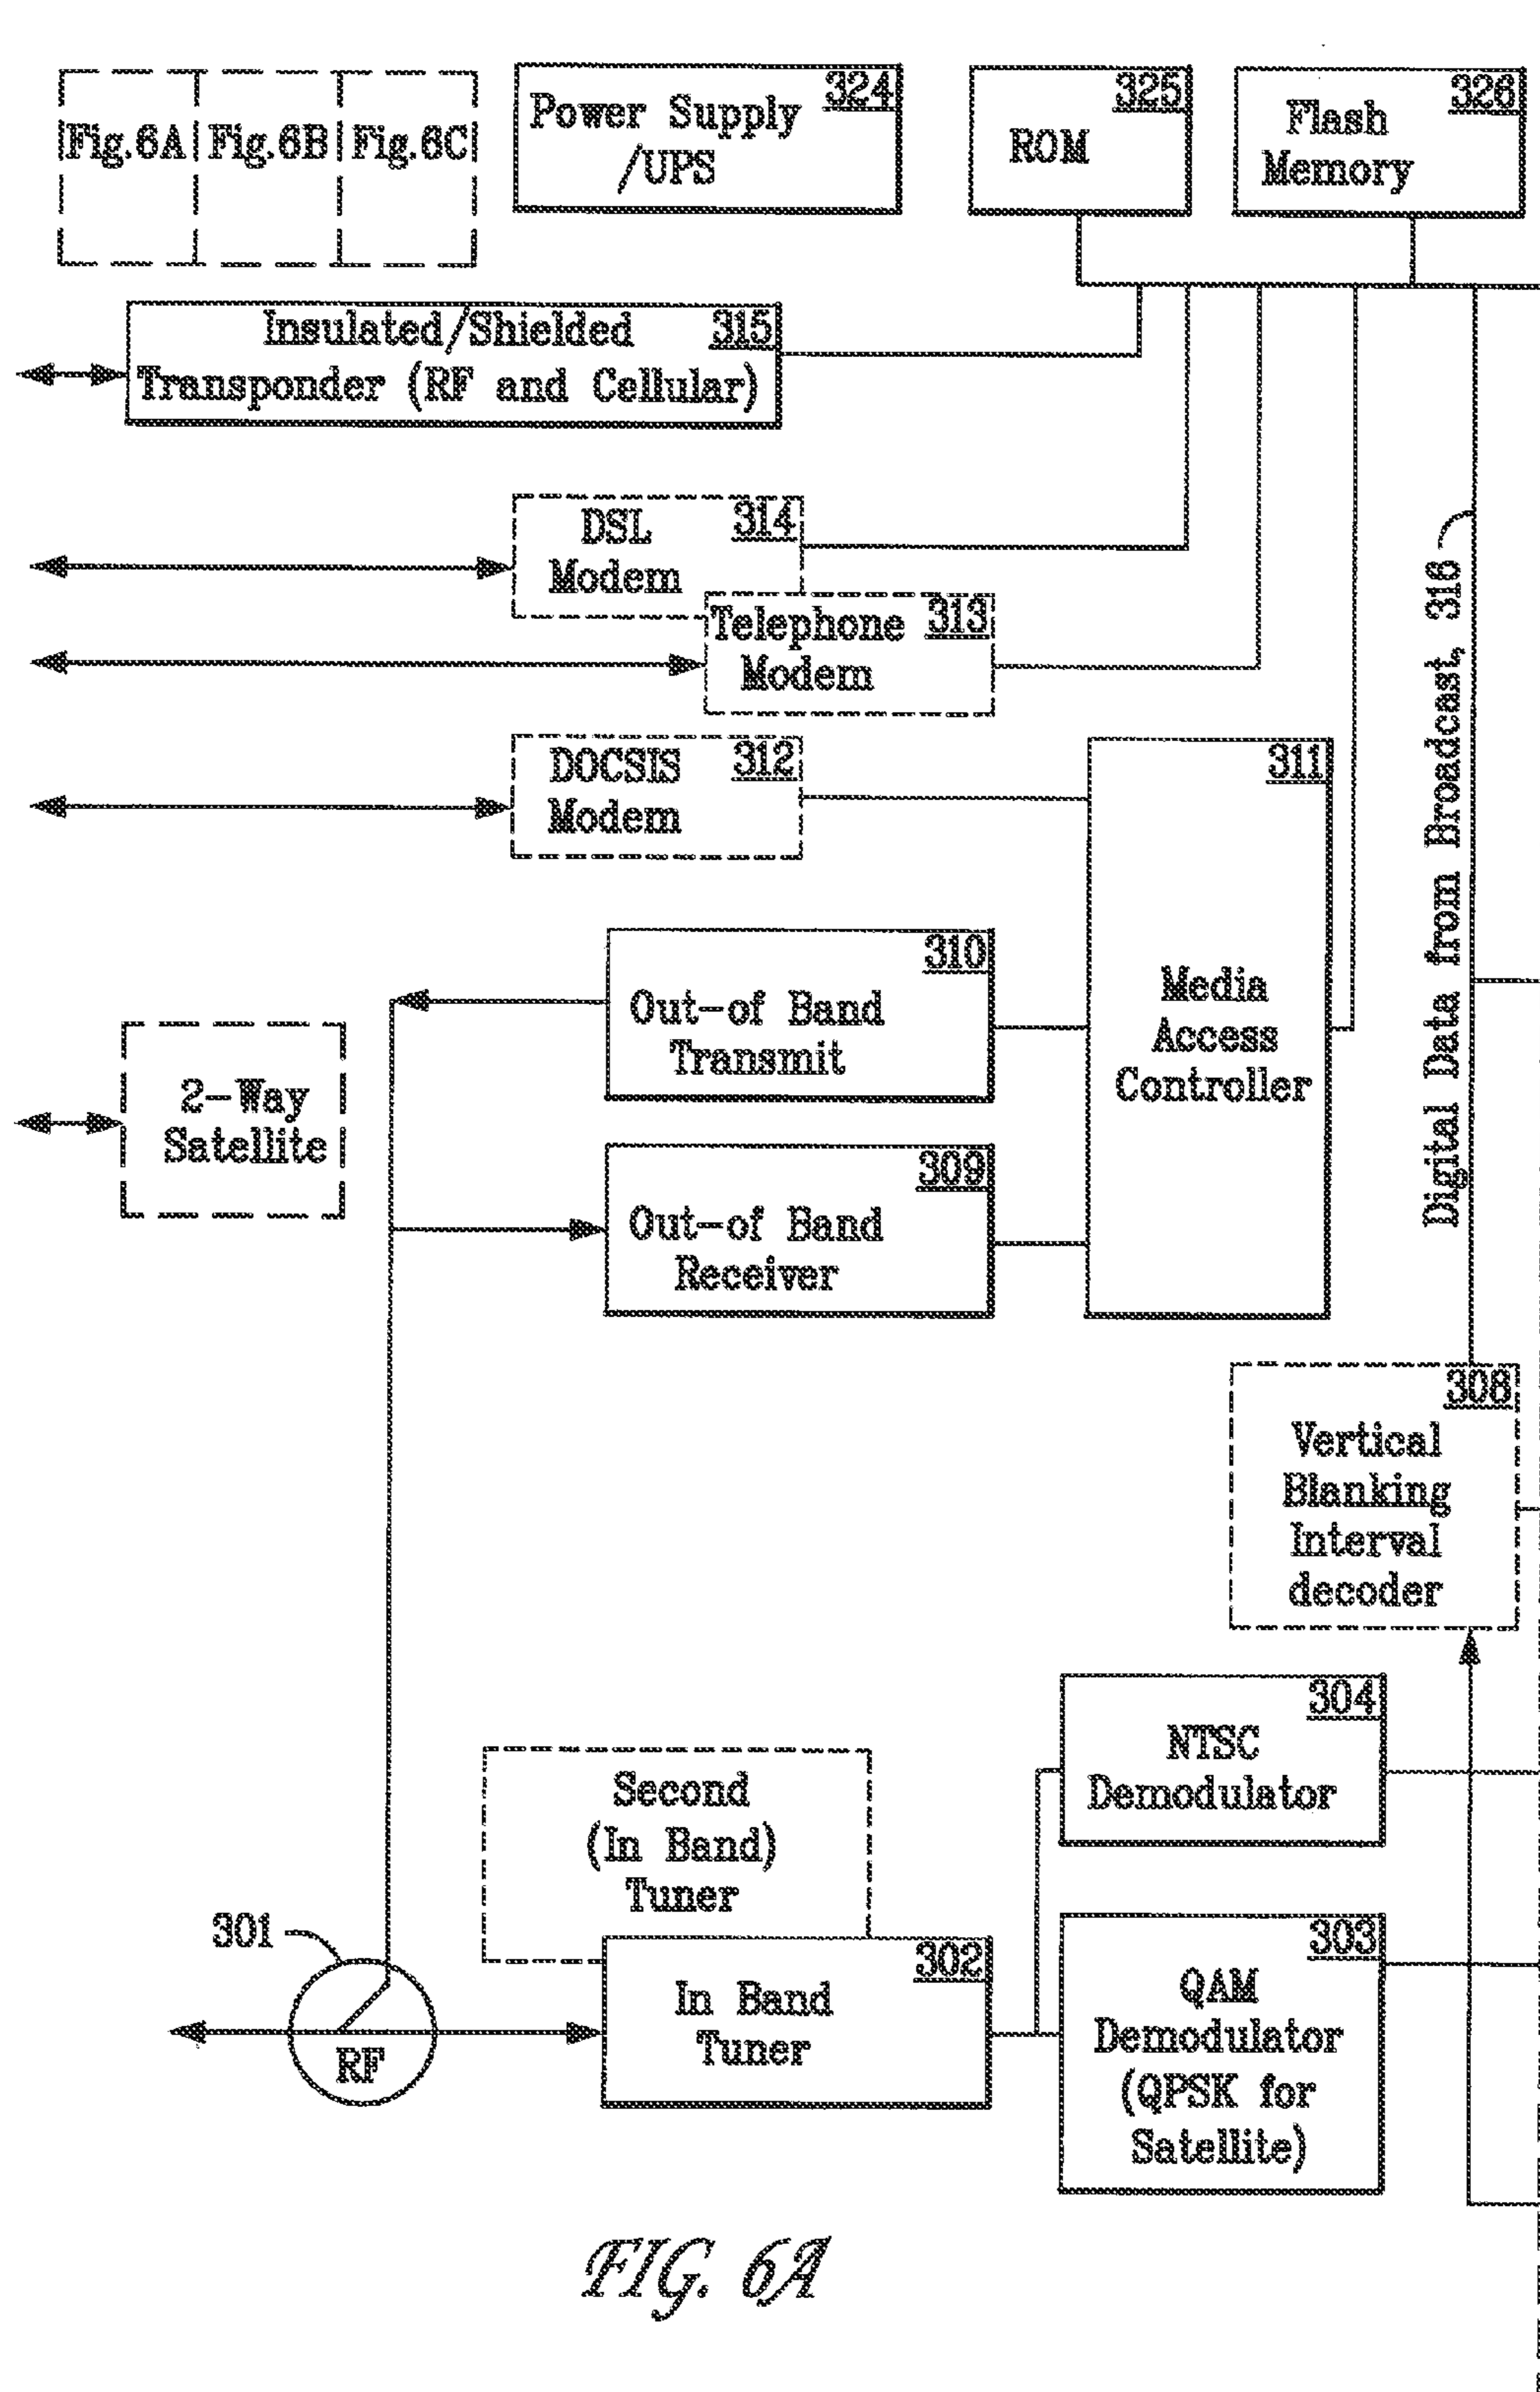 Fig.6A Fig.6B Fig.6C
324
Power Supply
/UPS
325
ROM
326
Flash
Memory
315
Insulated/Shielded
Transponder (RF and Cellular)
314
DSL
Modem
313
Telephone
Modem
312
DOCSIS
Modem
311
Media
Access
Controller
Digital Data from Broadcast, 316
310
Out-of Band
Transmit
2-Way
Satellite
309
Out-of Band
Receiver
308
Vertical
Blanking
Interval
decoder
304
NTSC
Demodulator
Second
(In Band)
Tuner
301
RF
302
In Band
Tuner
303
QAM
Demodulator
(QPSK for
Satellite)
FIG. 6A